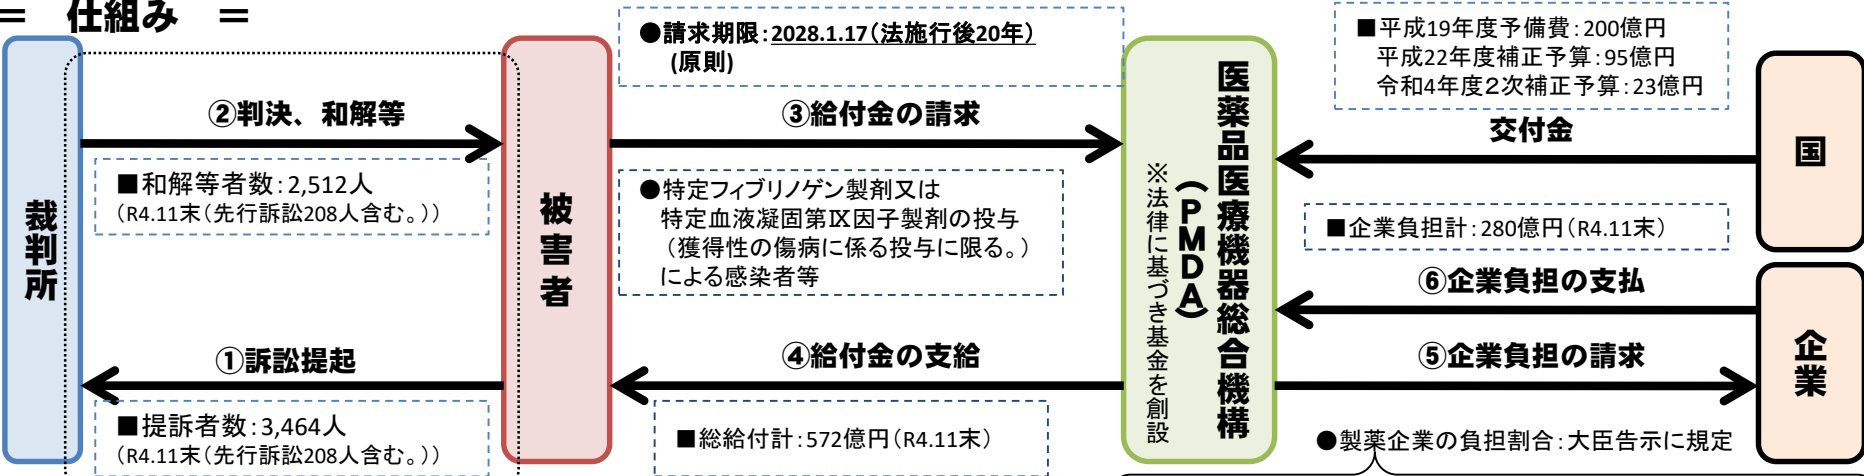 ＝　仕組み　＝
裁判所
②判決、和解等
■和解等者数：2,512人
（R4.11末（先行訴訟208人含む。））
①訴訟提起
■提訴者数：3,464人
（R4.11末（先行訴訟208人含む。））
被害者
●請求期限：2028.1.17（法施行後20年）
(原則)
③給付金の請求
●特定フィブリノゲン製剤又は
特定血液凝固第Ⅸ因子製剤の投与
（獲得性の傷病に係る投与に限る。）
による感染者等
④給付金の支給
■総給付計：572億円（R4.11末）
医薬品医療機器総合機構
（ＰＭＤＡ）
※法律に基づき基金を創設
■平成19年度予備費：200億円
平成22年度補正予算：95億円
令和4年度２次補正予算：23億円
交付金
国
■企業負担計：280億円（R4.11末）
⑥企業負担の支払
⑤企業負担の請求
企業
●製薬企業の負担割合：大臣告示に規定